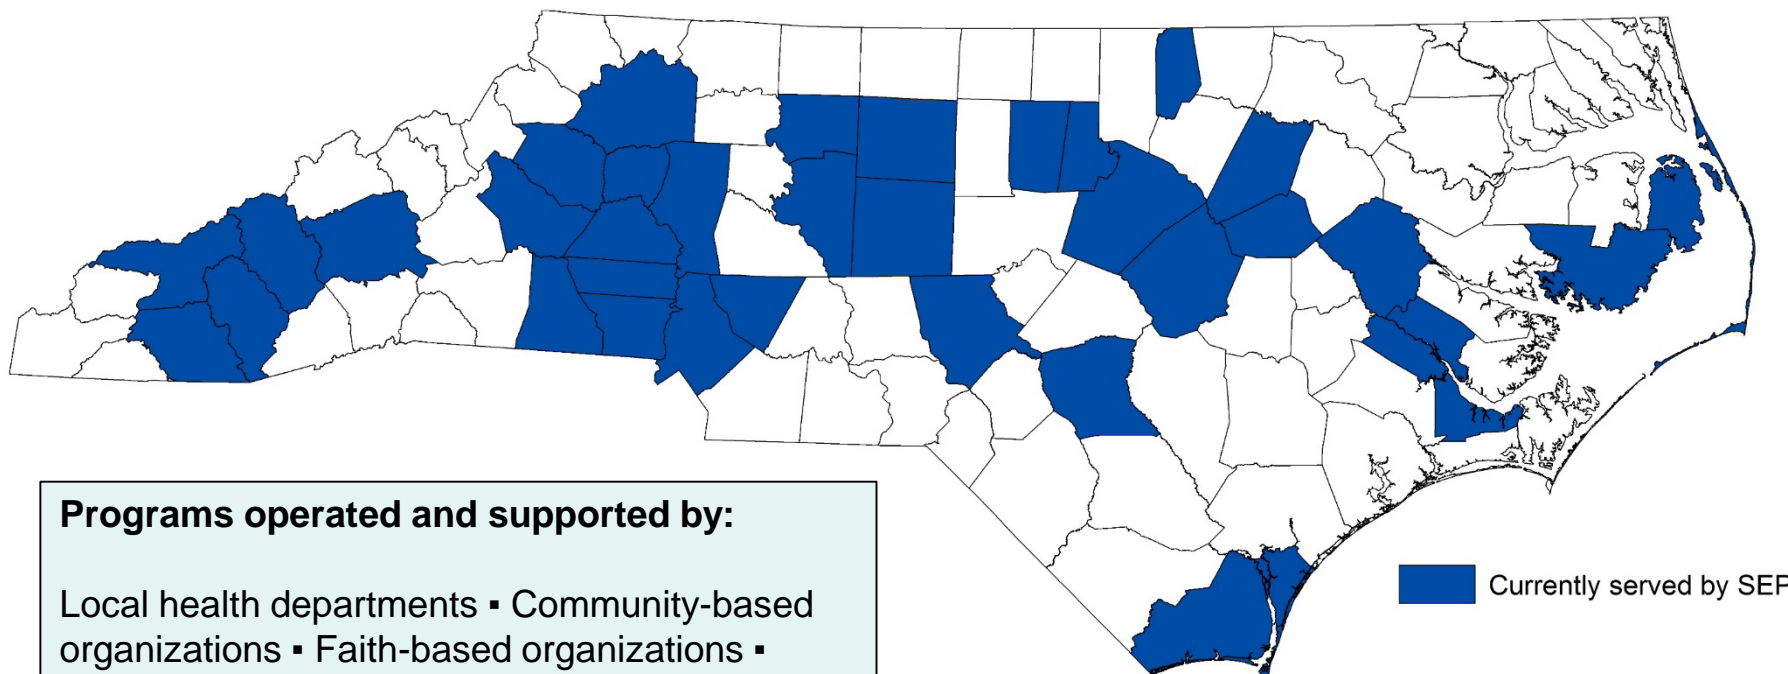 Programs operated and supported by:
Local health departments ▪ Community-based
organizations ▪ Faith-based organizations ▪
Currently served by SEP